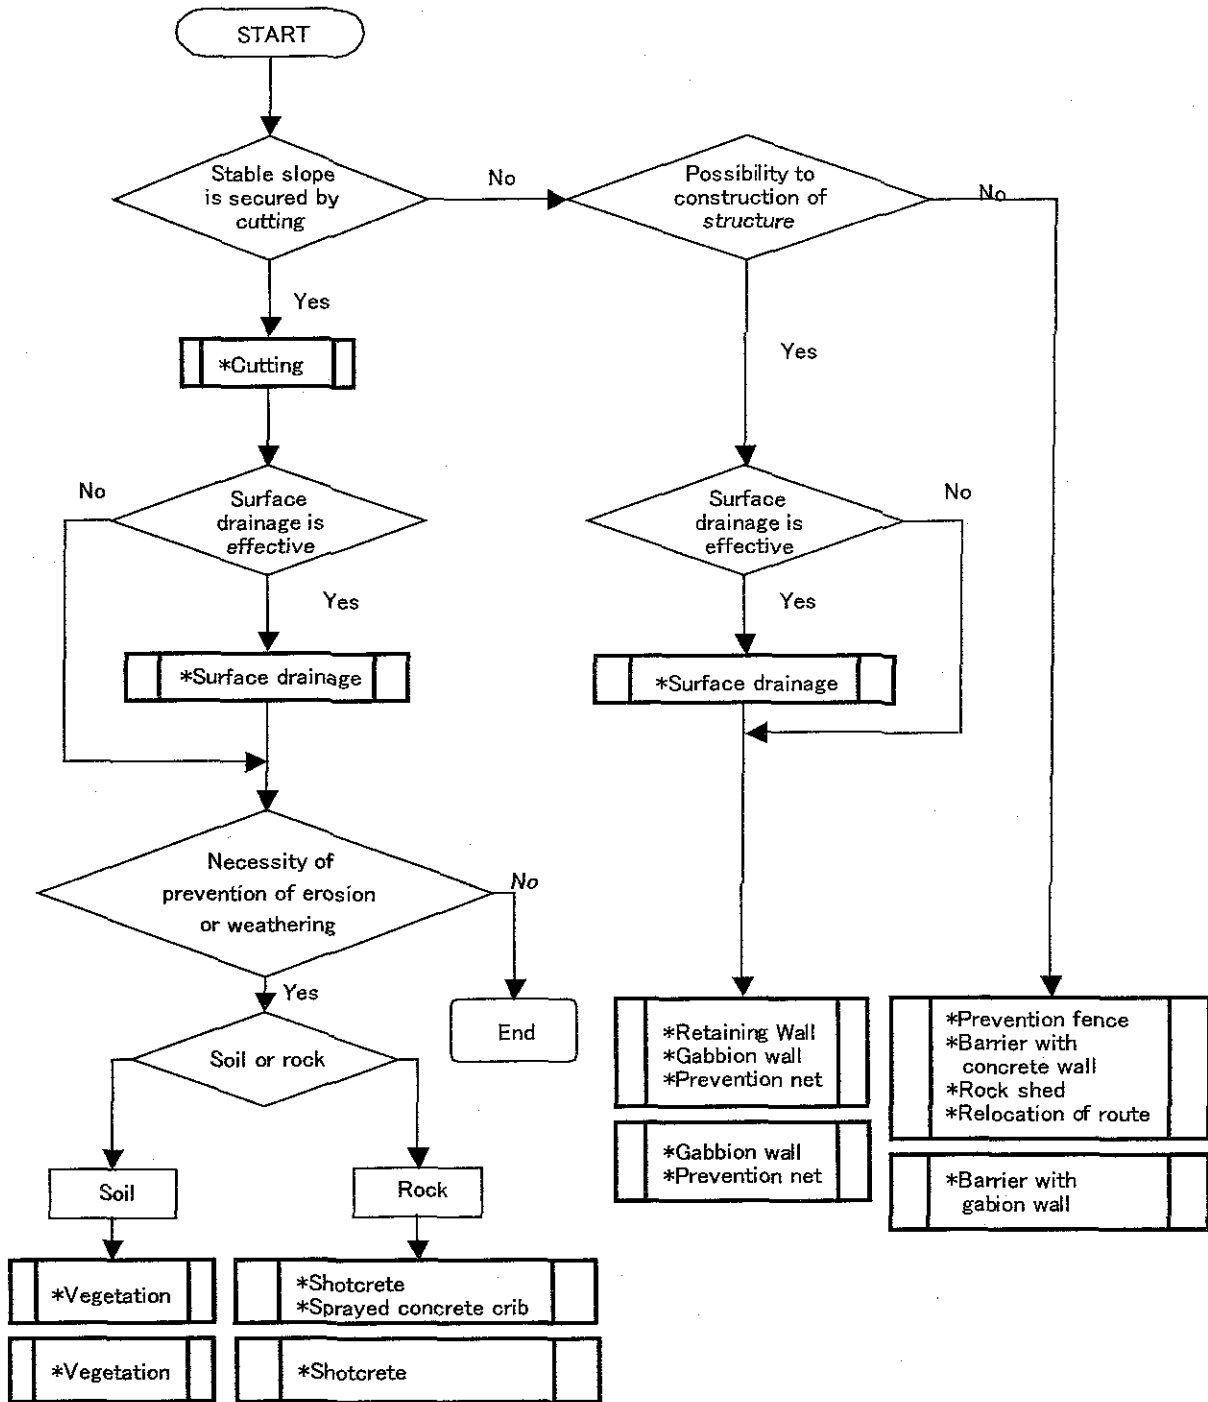 START
Stable slope
is secured by
cutting
No
Possibility to
construction of
structure
No
Yes
*Cutting
Yes
No
Surface
drainage is
effective
Surface
drainage is
effective
No
Yes
Yes
*Surface drainage
*Surface drainage
Necessity of
prevention of erosion
or weathering
No
Yes
End
Soil or rock
*Retaining Wall
*Gabbion wall
*Prevention net
*Prevention fence
*Barrier with
concrete wall
*Rock shed
*Relocation of route
*Gabbion wall
*Prevention net
*Barrier with
gabion wall
Soil
Rock
*Vegetation
*Shotcrete
*Sprayed concrete crib
*Vegetation
*Shotcrete